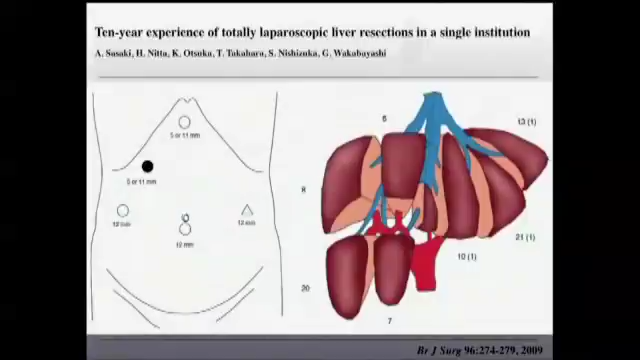 Ten-year experience of totally laparoscopic liver resections in a single institution
A. Sasaki, H. Nitta, K. Otsuka, T. Takahara, S. Nishizuka, G. Wakabayashi
5 or 11 mm
5 or 11 mm
12 mm
12 mm
12 mm
6
13 (1)
8
21 (1)
10 (1)
20
7
Br J Surg 96:274-279, 2009